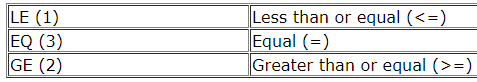 LE (1) Less than or equal (<=)
EQ (3) Equal (=)
GE (2) Greater than or equal (>=)